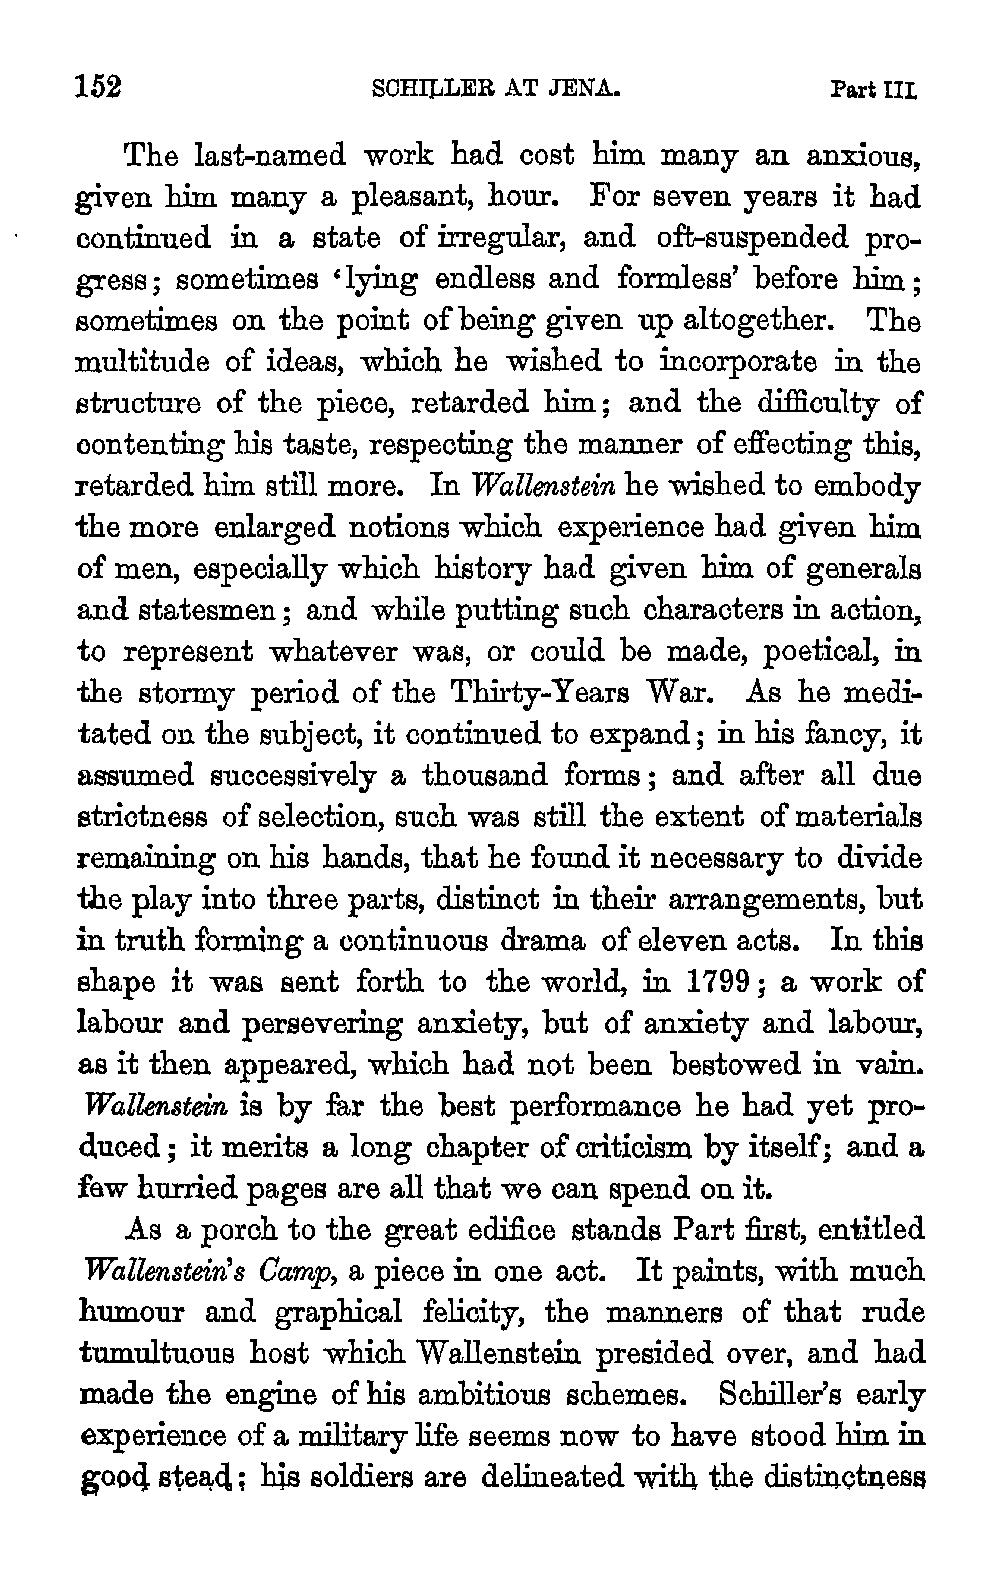 152 SCHILLER AT JENA. Part III.
The last-named work had cost him many an anxious,
given him many a pleasant, hour. For seven years it had
continued in a state of irregular, and oft-suspended pro-
gress; sometimes ‘lying endless and formless’ before him;
sometimes on the point of being given up altogether. The
multitude of ideas, which he wished to incorporate in the
structure of the piece, retarded him; and the difficulty of
contenting his taste, respecting the manner of effecting this,
retarded him still more. In Wallenstein he wished to embody
the more enlarged notions which experience had given him
of men, especially which history had given him of generals
and statesmen; and while putting such characters in action,
to represent whatever was, or could be made, poetical, in
the stormy period of the Thirty-Years War. As he medi-
tated on the subject, it continued to expand; in his fancy, it
assumed successively a thousand forms; and after all due
strictness of selection, such was still the extent of materials
remaining on his hands, that he found it necessary to divide
the play into three parts, distinct in their arrangements, but
in truth forming a continuous drama of eleven acts. In this
shape it was sent forth to the world, in 1799; a work of
labour and persevering anxiety, but of anxiety and labour,
as it then appeared, which had not been bestowed in vain.
Wallenstein is by far the best performance he had yet pro-
duced; it merits a long chapter of criticism by itself; and a
few hurried pages are all that we can spend on it.
As a porch to the great edifice stands Part first, entitled
Wallenstein's Camp, a piece in one act. It paints, with much
humour and graphical felicity, the manners of that rude
tumultuous host which Wallenstein presided over, and had
made the engine of his ambitious schemes. Schiller's early
experience of a military life seems now to have stood him in
good stead; his soldiers are delineated with the distinctness